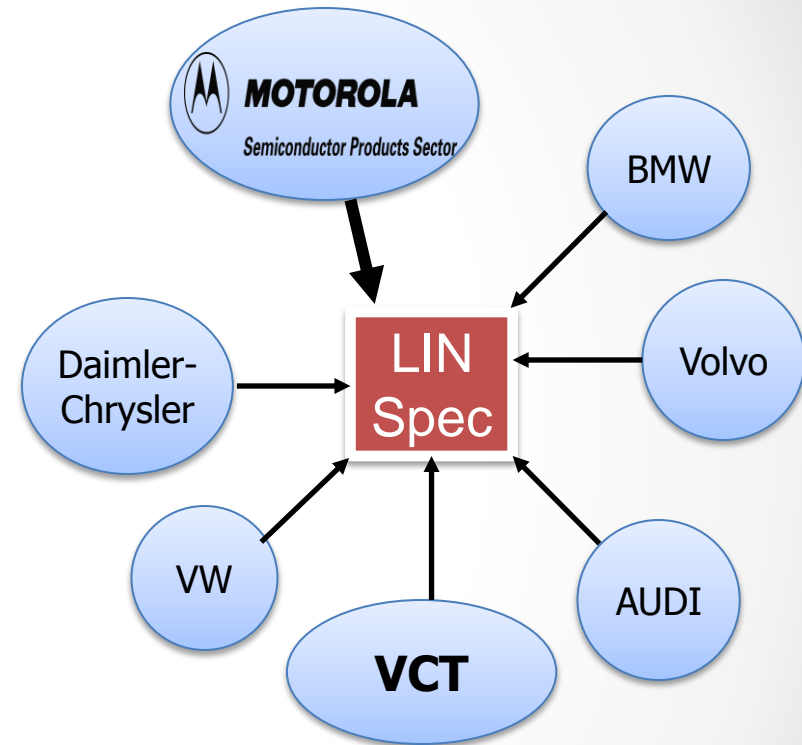 MOTOROLA
Semiconductor Products Sector
BMW
Daimler-
Chrysler
LIN
Spec
Volvo
VW
VCT
AUDI